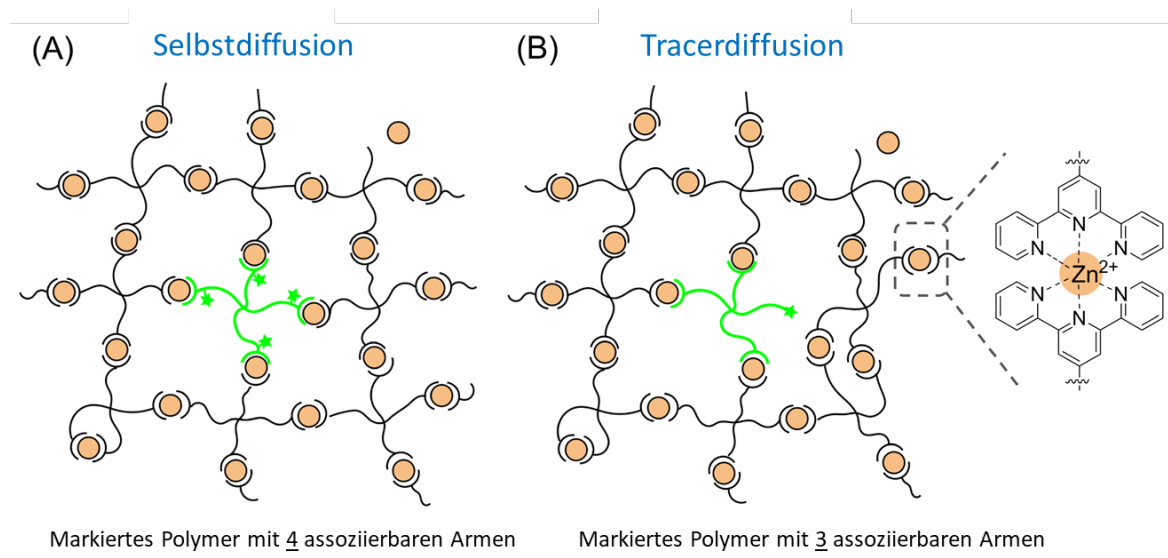 (A) Selbstdiffusion
(B) Tracerdiffusion
N
N N
Zn2+
N N
N
Markiertes Polymer mit 4 assoziierbaren Armen
Markiertes Polymer mit 3 assoziierbaren Armen